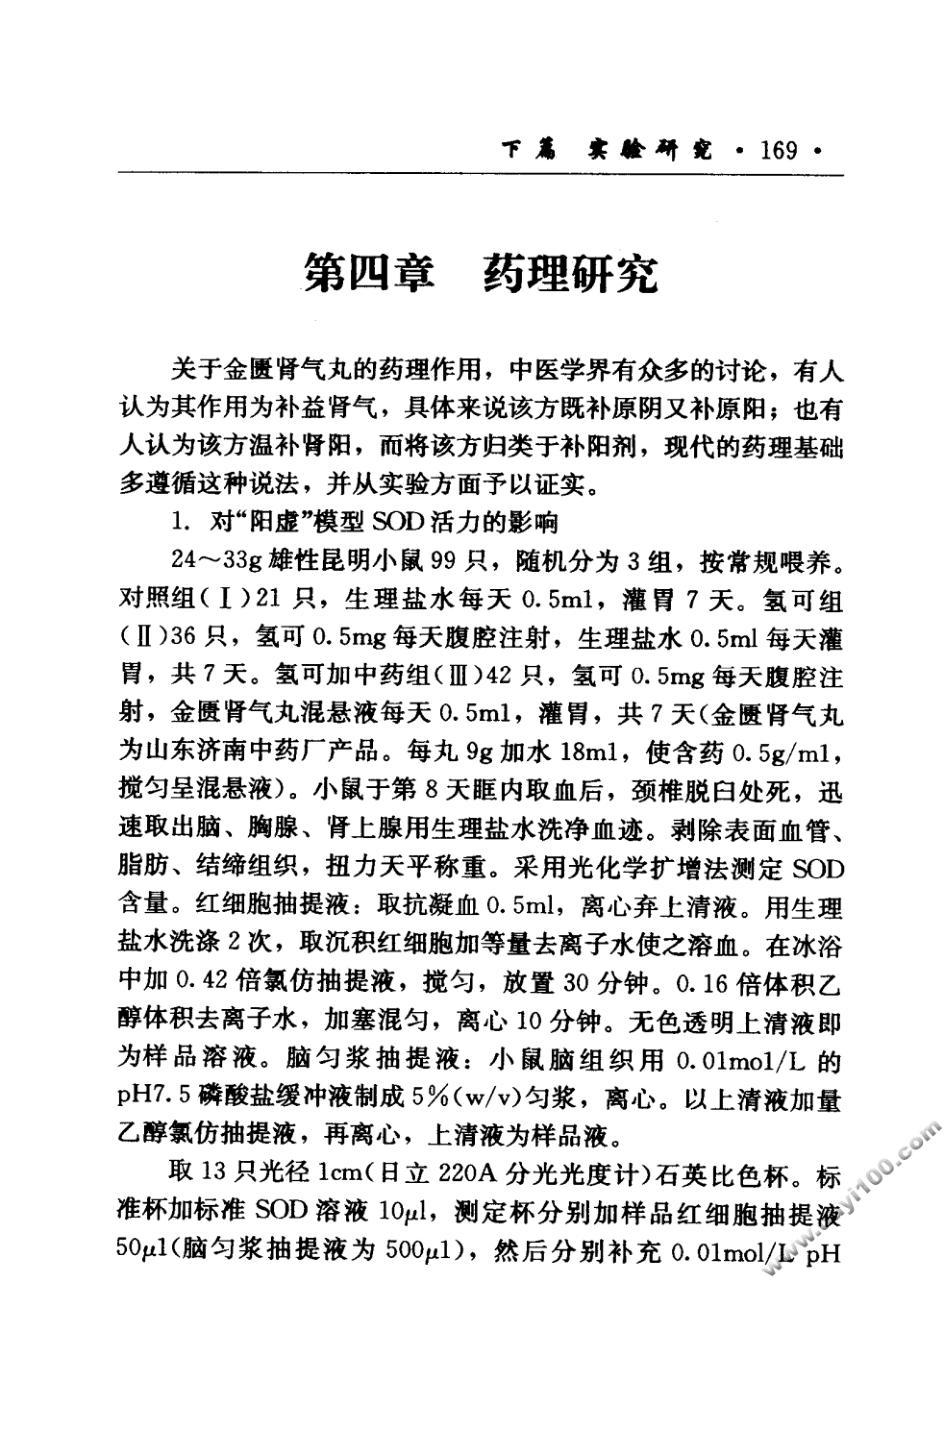 下篇 实验研究 · 169 ·
第四章 药理研究
关于金匮肾气丸的药理作用，中医学界有众多的讨论，有人
认为其作用为补益肾气，具体来说该方既补原阴又补原阳；也有
人认为该方温补肾阳，而将该方归类于补阳剂，现代的药理基础
多遵循这种说法，并从实验方面予以证实。
1. 对“阳虚”模型 SOD 活力的影响
24～33g 雄性昆明小鼠 99 只，随机分为 3 组，按常规喂养。
对照组(Ⅰ)21 只，生理盐水每天 0.5ml，灌胃 7 天。氢可组
(Ⅱ)36 只，氢可 0.5mg 每天腹腔注射，生理盐水 0.5ml 每天灌
胃，共 7 天。氢可加中药组(Ⅲ)42 只，氢可 0.5mg 每天腹腔注
射，金匮肾气丸混悬液每天 0.5ml，灌胃，共 7 天(金匮肾气丸
为山东济南中药厂产品。每丸 9g 加水 18ml，使含药 0.5g/ml，
搅匀呈混悬液)。小鼠于第 8 天眶内取血后，颈椎脱臼处死，迅
速取出脑、胸腺、肾上腺用生理盐水洗净血迹。剥除表面血管、
脂肪、结缔组织，扭力天平称重。采用光化学扩增法测定 SOD
含量。红细胞抽提液：取抗凝血 0.5ml，离心弃上清液。用生理
盐水洗涤 2 次，取沉积红细胞加等量去离子水使之溶血。在冰浴
中加 0.42 倍氯仿抽提液，搅匀，放置 30 分钟。0.16 倍体积乙
醇体积去离子水，加塞混匀，离心 10 分钟。无色透明上清液即
为样品溶液。脑匀浆抽提液：小鼠脑组织用 0.01mol/L 的
pH7.5 磷酸盐缓冲液制成 5%(w/v)匀浆，离心。以上清液加量
乙醇氯仿抽提液，再离心，上清液为样品液。
取 13 只光径 1cm(日立 220A 分光光度计)石英比色杯。标
准杯加标准 SOD 溶液 10μl，测定杯分别加样品红细胞抽提液
50μl(脑匀浆抽提液为 500μl)，然后分别补充 0.01mol/L pH